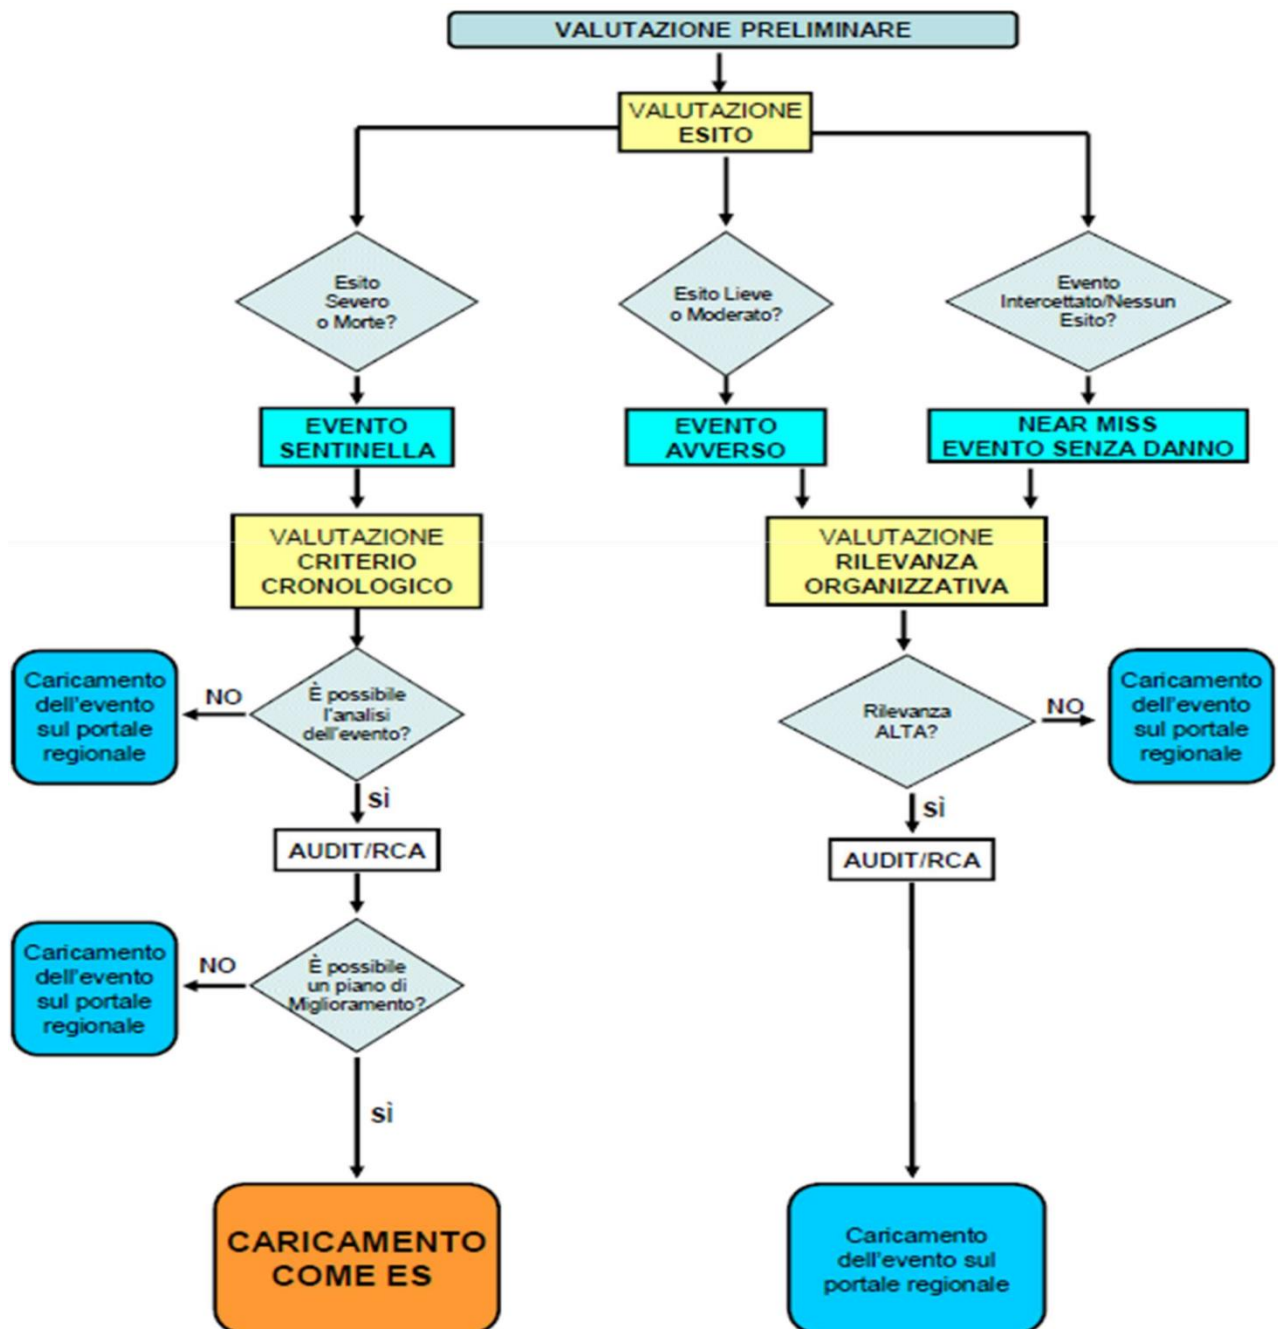 VALUTAZIONE PRELIMINARE
VALUTAZIONE
ESITO
Esito
Severo
o Morte?
Esito Lieve
o Moderato?
Evento
Intercettato/Nessun
Esito?
EVENTO
SENTINELLA
EVENTO
AVVERSO
NEAR MISS
EVENTO SENZA DANNO
VALUTAZIONE
CRITERIO
CRONOLOGICO
VALUTAZIONE
RILEVANZA
ORGANIZZATIVA
Caricamento
dell'evento
sul portale
regionale
NO
È possibile
l'analisi
dell'evento?
Rilevanza
ALTA?
NO
Caricamento
dell'evento
sul portale
regionale
SÌ
SÌ
AUDIT/RCA
AUDIT/RCA
Caricamento
dell'evento
sul portale
regionale
NO
È possibile
un piano di
Miglioramento?
SÌ
CARICAMENTO
COME ES
Caricamento
dell'evento sul
portale regionale